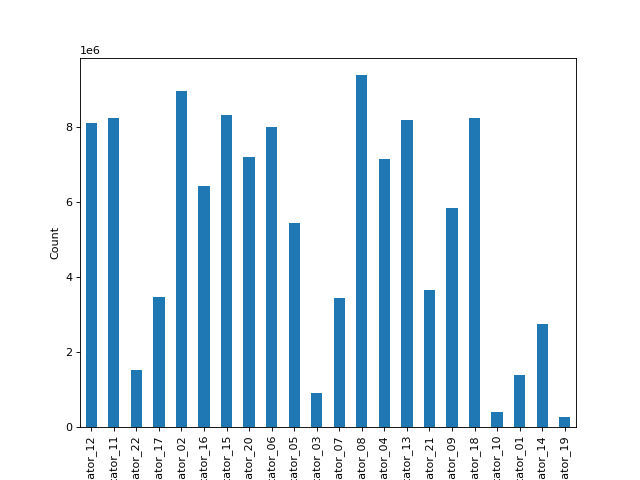 1e6
8
6
4
2
0
Count
ator_12
ator_11
ator_22
ator_17
ator_02
ator_16
ator_15
ator_20
ator_06
ator_05
ator_03
ator_07
ator_08
ator_04
ator_13
ator_21
ator_09
ator_18
ator_10
ator_01
ator_14
ator_19